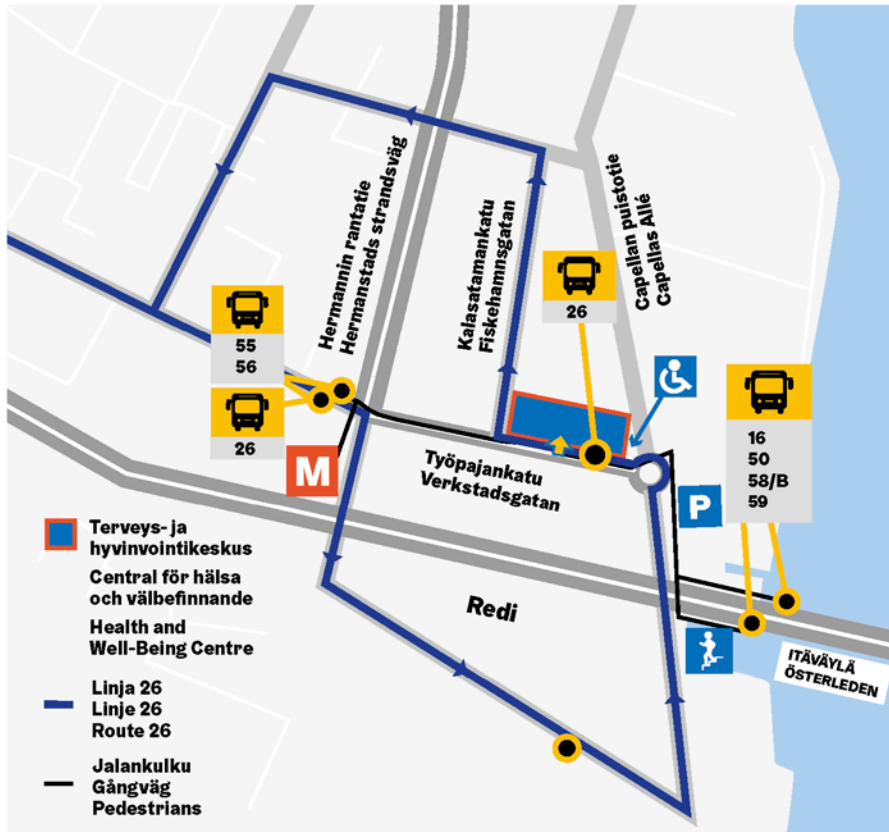 Hermannin rantatie
Hermanstads strandsväg
Kalasatamankatu
Fiskehamnsgatan
Capellan puistotie
Capellas Allé
26
55
56
26
16
50
58/B
59
M
Työpajankatu
Verkstadsgatan
P
Redi
ITÄVÄYLÄ
ÖSTERLEDEN
Terveys- ja
hyvinvointikeskus
Central för hälsa
och välbefinnande
Health and
Well-Being Centre
Linja 26
Linje 26
Route 26
Jalankulku
Gångväg
Pedestrians